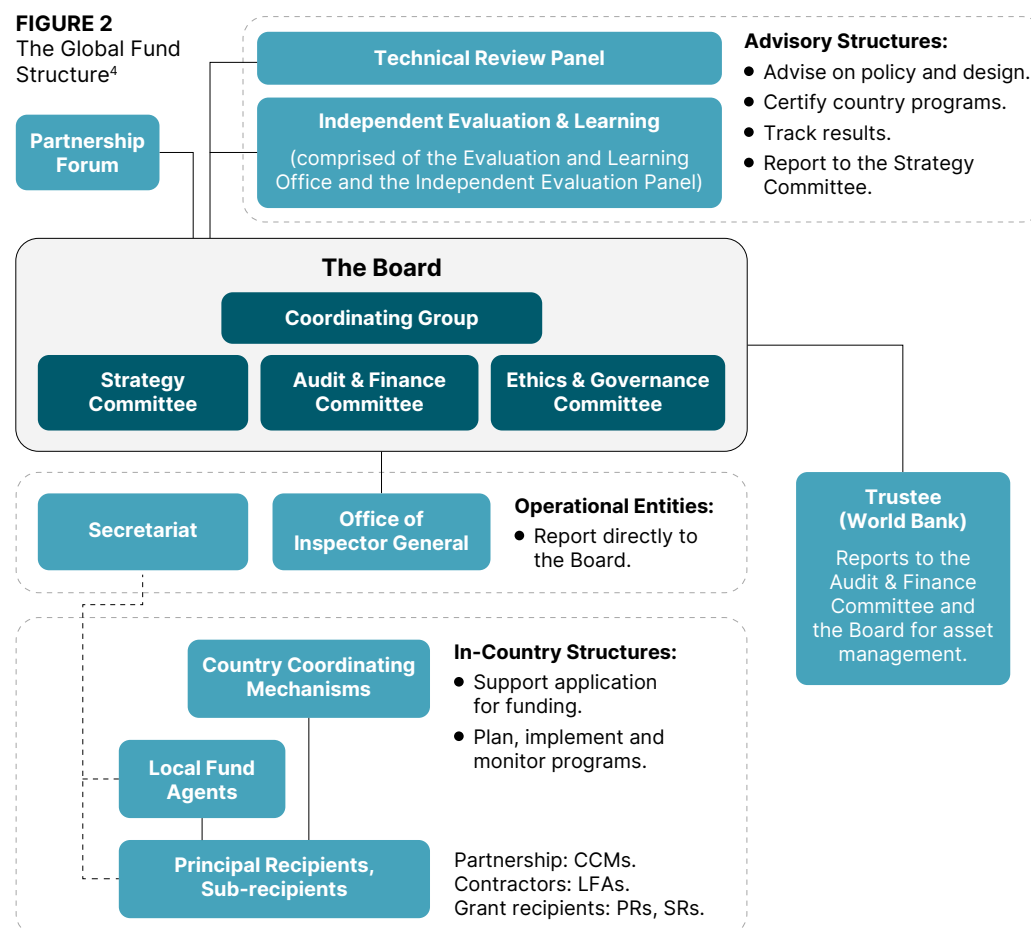 FIGURE 2
The Global Fund
Structure⁴
Partnership
Forum
Technical Review Panel
Independent Evaluation & Learning
(comprised of the Evaluation and Learning
Office and the Independent Evaluation Panel)
Advisory Structures:
● Advise on policy and design.
● Certify country programs.
● Track results.
● Report to the Strategy
Committee.
The Board
Coordinating Group
Strategy
Committee
Audit & Finance
Committee
Ethics & Governance
Committee
Secretariat
Office of
Inspector General
Operational Entities:
● Report directly to
the Board.
Trustee
(World Bank)
Reports to the
Audit & Finance
Committee and
the Board for asset
management.
Country Coordinating
Mechanisms
In-Country Structures:
● Support application
for funding.
● Plan, implement and
monitor programs.
Local Fund
Agents
Principal Recipients,
Sub-recipients
Partnership: CCMs.
Contractors: LFAs.
Grant recipients: PRs, SRs.